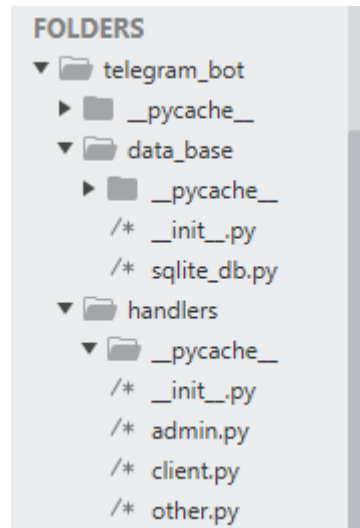 FOLDERS
telegram_bot
__pycache__
data_base
__pycache__
/* __init__.py
/* sqlite_db.py
handlers
__pycache__
/* __init__.py
/* admin.py
/* client.py
/* other.py